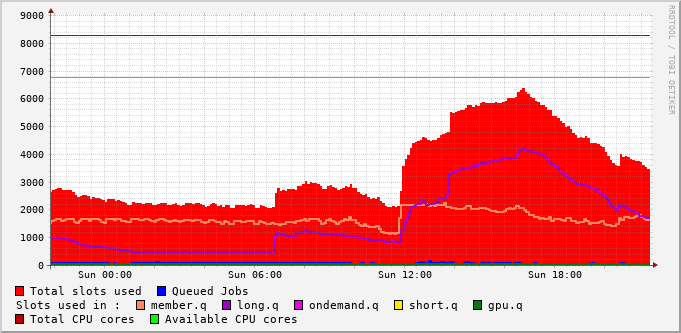 RRDTOOL / TOBI OETIKER
9000
8000
7000
6000
5000
4000
3000
2000
1000
0
Sun 00:00 Sun 06:00 Sun 12:00 Sun 18:00
Total slots used Queued Jobs
Slots used in : member.q long.q ondemand.q short.q gpu.q
Total CPU cores Available CPU cores